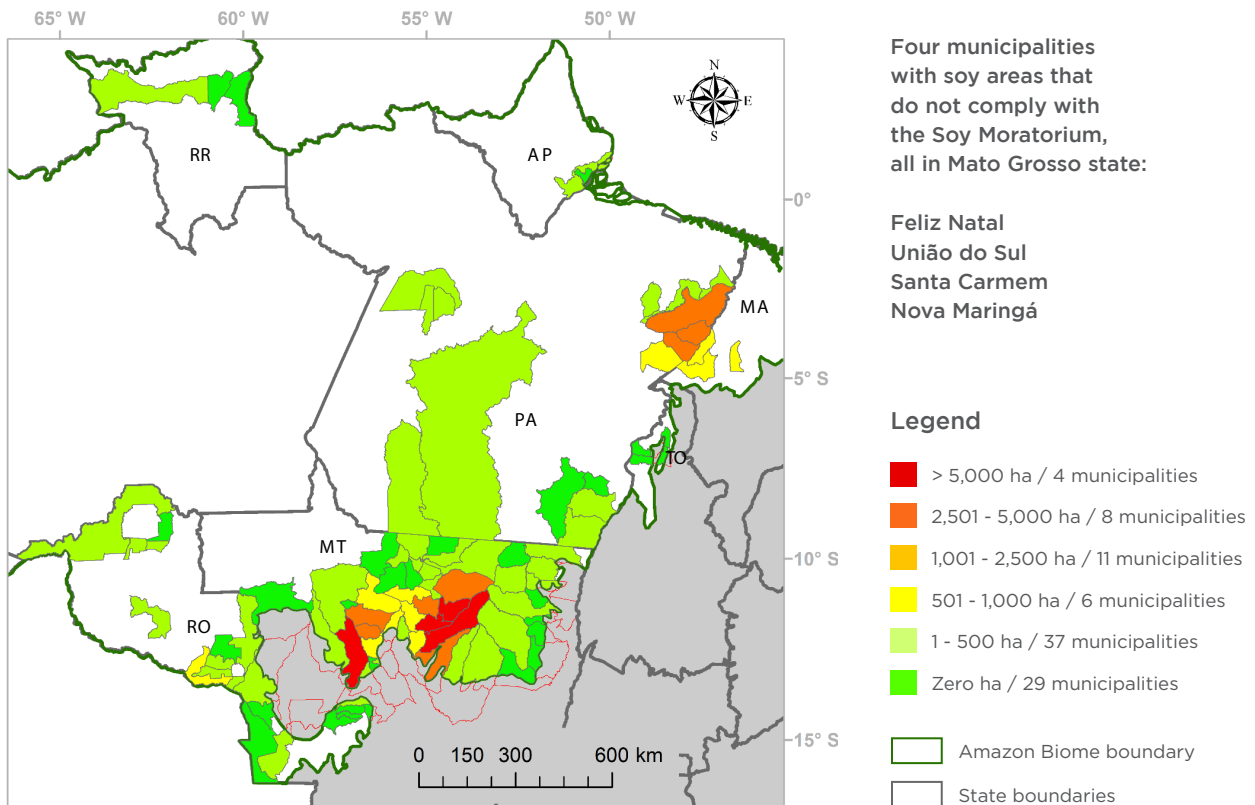 65° W 60° W 55° W 50° W
N
W E
S
RR
AP
0°
MA
5° S
PA
TO
MT
10° S
RO
0 150 300 600 km
15° S
Four municipalities
with soy areas that
do not comply with
the Soy Moratorium,
all in Mato Grosso state:
Feliz Natal
União do Sul
Santa Carmem
Nova Maringá
Legend
> 5,000 ha / 4 municipalities
2,501 - 5,000 ha / 8 municipalities
1,001 - 2,500 ha / 11 municipalities
501 - 1,000 ha / 6 municipalities
1 - 500 ha / 37 municipalities
Zero ha / 29 municipalities
Amazon Biome boundary
State boundaries